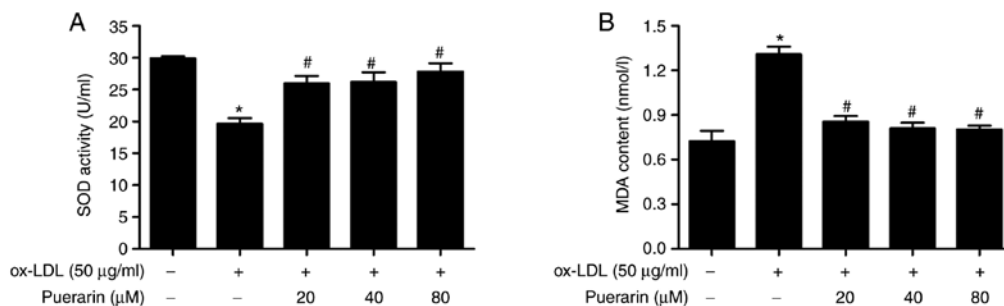 A
SOD activity (U/ml)
35
30
25
20
15
10
5
0
*
#
#
#
ox-LDL (50 µg/ml) – + + + +
Puerarin (µM) – – 20 40 80
B
MDA content (nmol/l)
1.5
1.2
0.9
0.6
0.3
0.0
*
#
#
#
ox-LDL (50 µg/ml) – + + + +
Puerarin (µM) – – 20 40 80